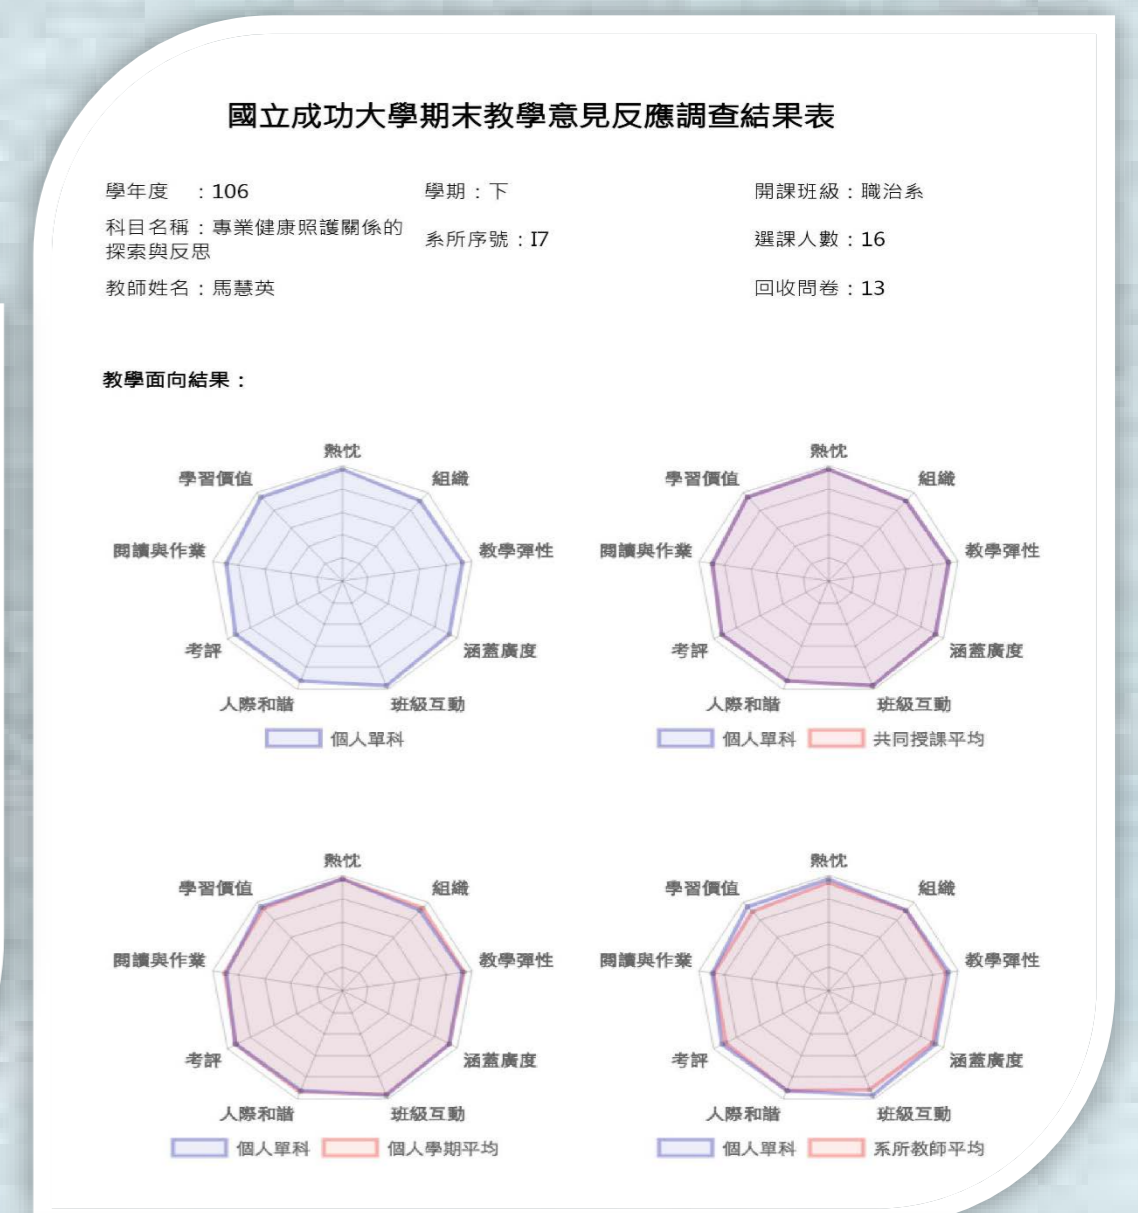 國立成功大學期末教學意見反應調查結果表
學年度 ：106 學期：下 開課班級：職治系
科目名稱：專業健康照護關係的
探索與反思 系所序號：I7 選課人數：16
教師姓名：馬慧英 回收問卷：13
教學面向結果：
熱忱
學習價值 組織
閱讀與作業 教學彈性
考評 涵蓋廣度
人際和諧 班級互動
個人單科
熱忱
學習價值 組織
閱讀與作業 教學彈性
考評 涵蓋廣度
人際和諧 班級互動
個人單科 共同授課平均
熱忱
學習價值 組織
閱讀與作業 教學彈性
考評 涵蓋廣度
人際和諧 班級互動
個人單科 個人學期平均
熱忱
學習價值 組織
閱讀與作業 教學彈性
考評 涵蓋廣度
人際和諧 班級互動
個人單科 系所教師平均